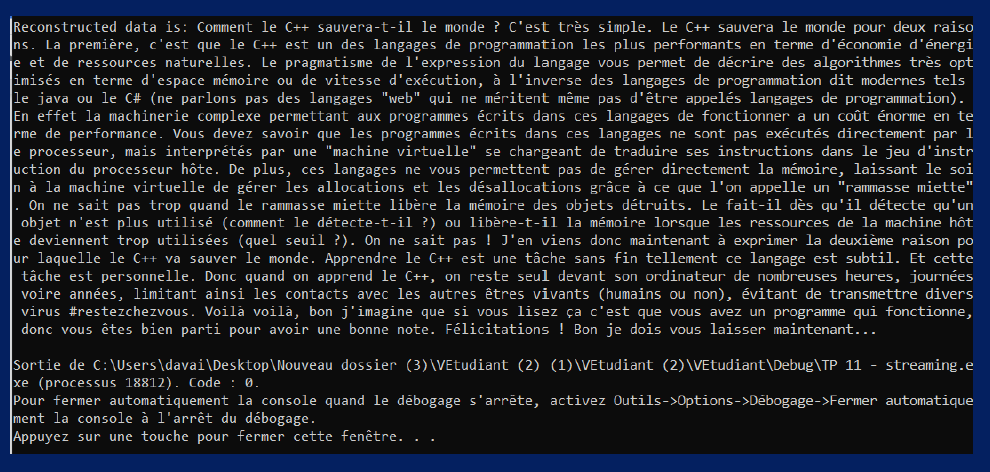 Reconstructed data is: Comment le C++ sauvera-t-il le monde ? C'est très simple. Le C++ sauvera le monde pour deux raiso
ns. La première, c'est que le C++ est un des langages de programmation les plus performants en terme d'économie d'énergi
e et de ressources naturelles. Le pragmatisme de l'expression du langage vous permet de décrire des algorithmes très opt
imisés en terme d'espace mémoire ou de vitesse d'exécution, à l'inverse des langages de programmation dit modernes tels 
le java ou le C# (ne parlons pas des langages "web" qui ne méritent même pas d'être appelés langages de programmation). 
En effet la machinerie complexe permettant aux programmes écrits dans ces langages de fonctionner a un coût énorme en te
rme de performance. Vous devez savoir que les programmes écrits dans ces langages ne sont pas exécutés directement par l
e processeur, mais interprétés par une "machine virtuelle" se chargeant de traduire ses instructions dans le jeu d'instr
uction du processeur hôte. De plus, ces langages ne vous permettent pas de gérer directement la mémoire, laissant le soi
n à la machine virtuelle de gérer les allocations et les désallocations grâce à ce que l'on appelle un "rammasse miette"
. On ne sait pas trop quand le rammasse miette libère la mémoire des objets détruits. Le fait-il dès qu'il détecte qu'un
 objet n'est plus utilisé (comment le détecte-t-il ?) ou libère-t-il la mémoire lorsque les ressources de la machine hôt
e deviennent trop utilisées (quel seuil ?). On ne sait pas ! J'en viens donc maintenant à exprimer la deuxième raison po
ur laquelle le C++ va sauver le monde. Apprendre le C++ est une tâche sans fin tellement ce langage est subtil. Et cette
 tâche est personnelle. Donc quand on apprend le C++, on reste seul devant son ordinateur de nombreuses heures, journées
 voire années, limitant ainsi les contacts avec les autres êtres vivants (humains ou non), évitant de transmettre divers
 virus #restezchezvous. Voilà voilà, bon j'imagine que si vous lisez ça c'est que vous avez un programme qui fonctionne,
 donc vous êtes bien parti pour avoir une bonne note. Félicitations ! Bon je dois vous laisser maintenant...
Sortie de C:\Users\davai\Desktop\Nouveau dossier (3)\VEtudiant (2) (1)\VEtudiant (2)\VEtudiant\Debug\TP 11 - streaming.e
xe (processus 18812). Code : 0.
Pour fermer automatiquement la console quand le débogage s'arrête, activez Outils->Options->Débogage->Fermer automatique
ment la console à l'arrêt du débogage.
Appuyez sur une touche pour fermer cette fenêtre. . .